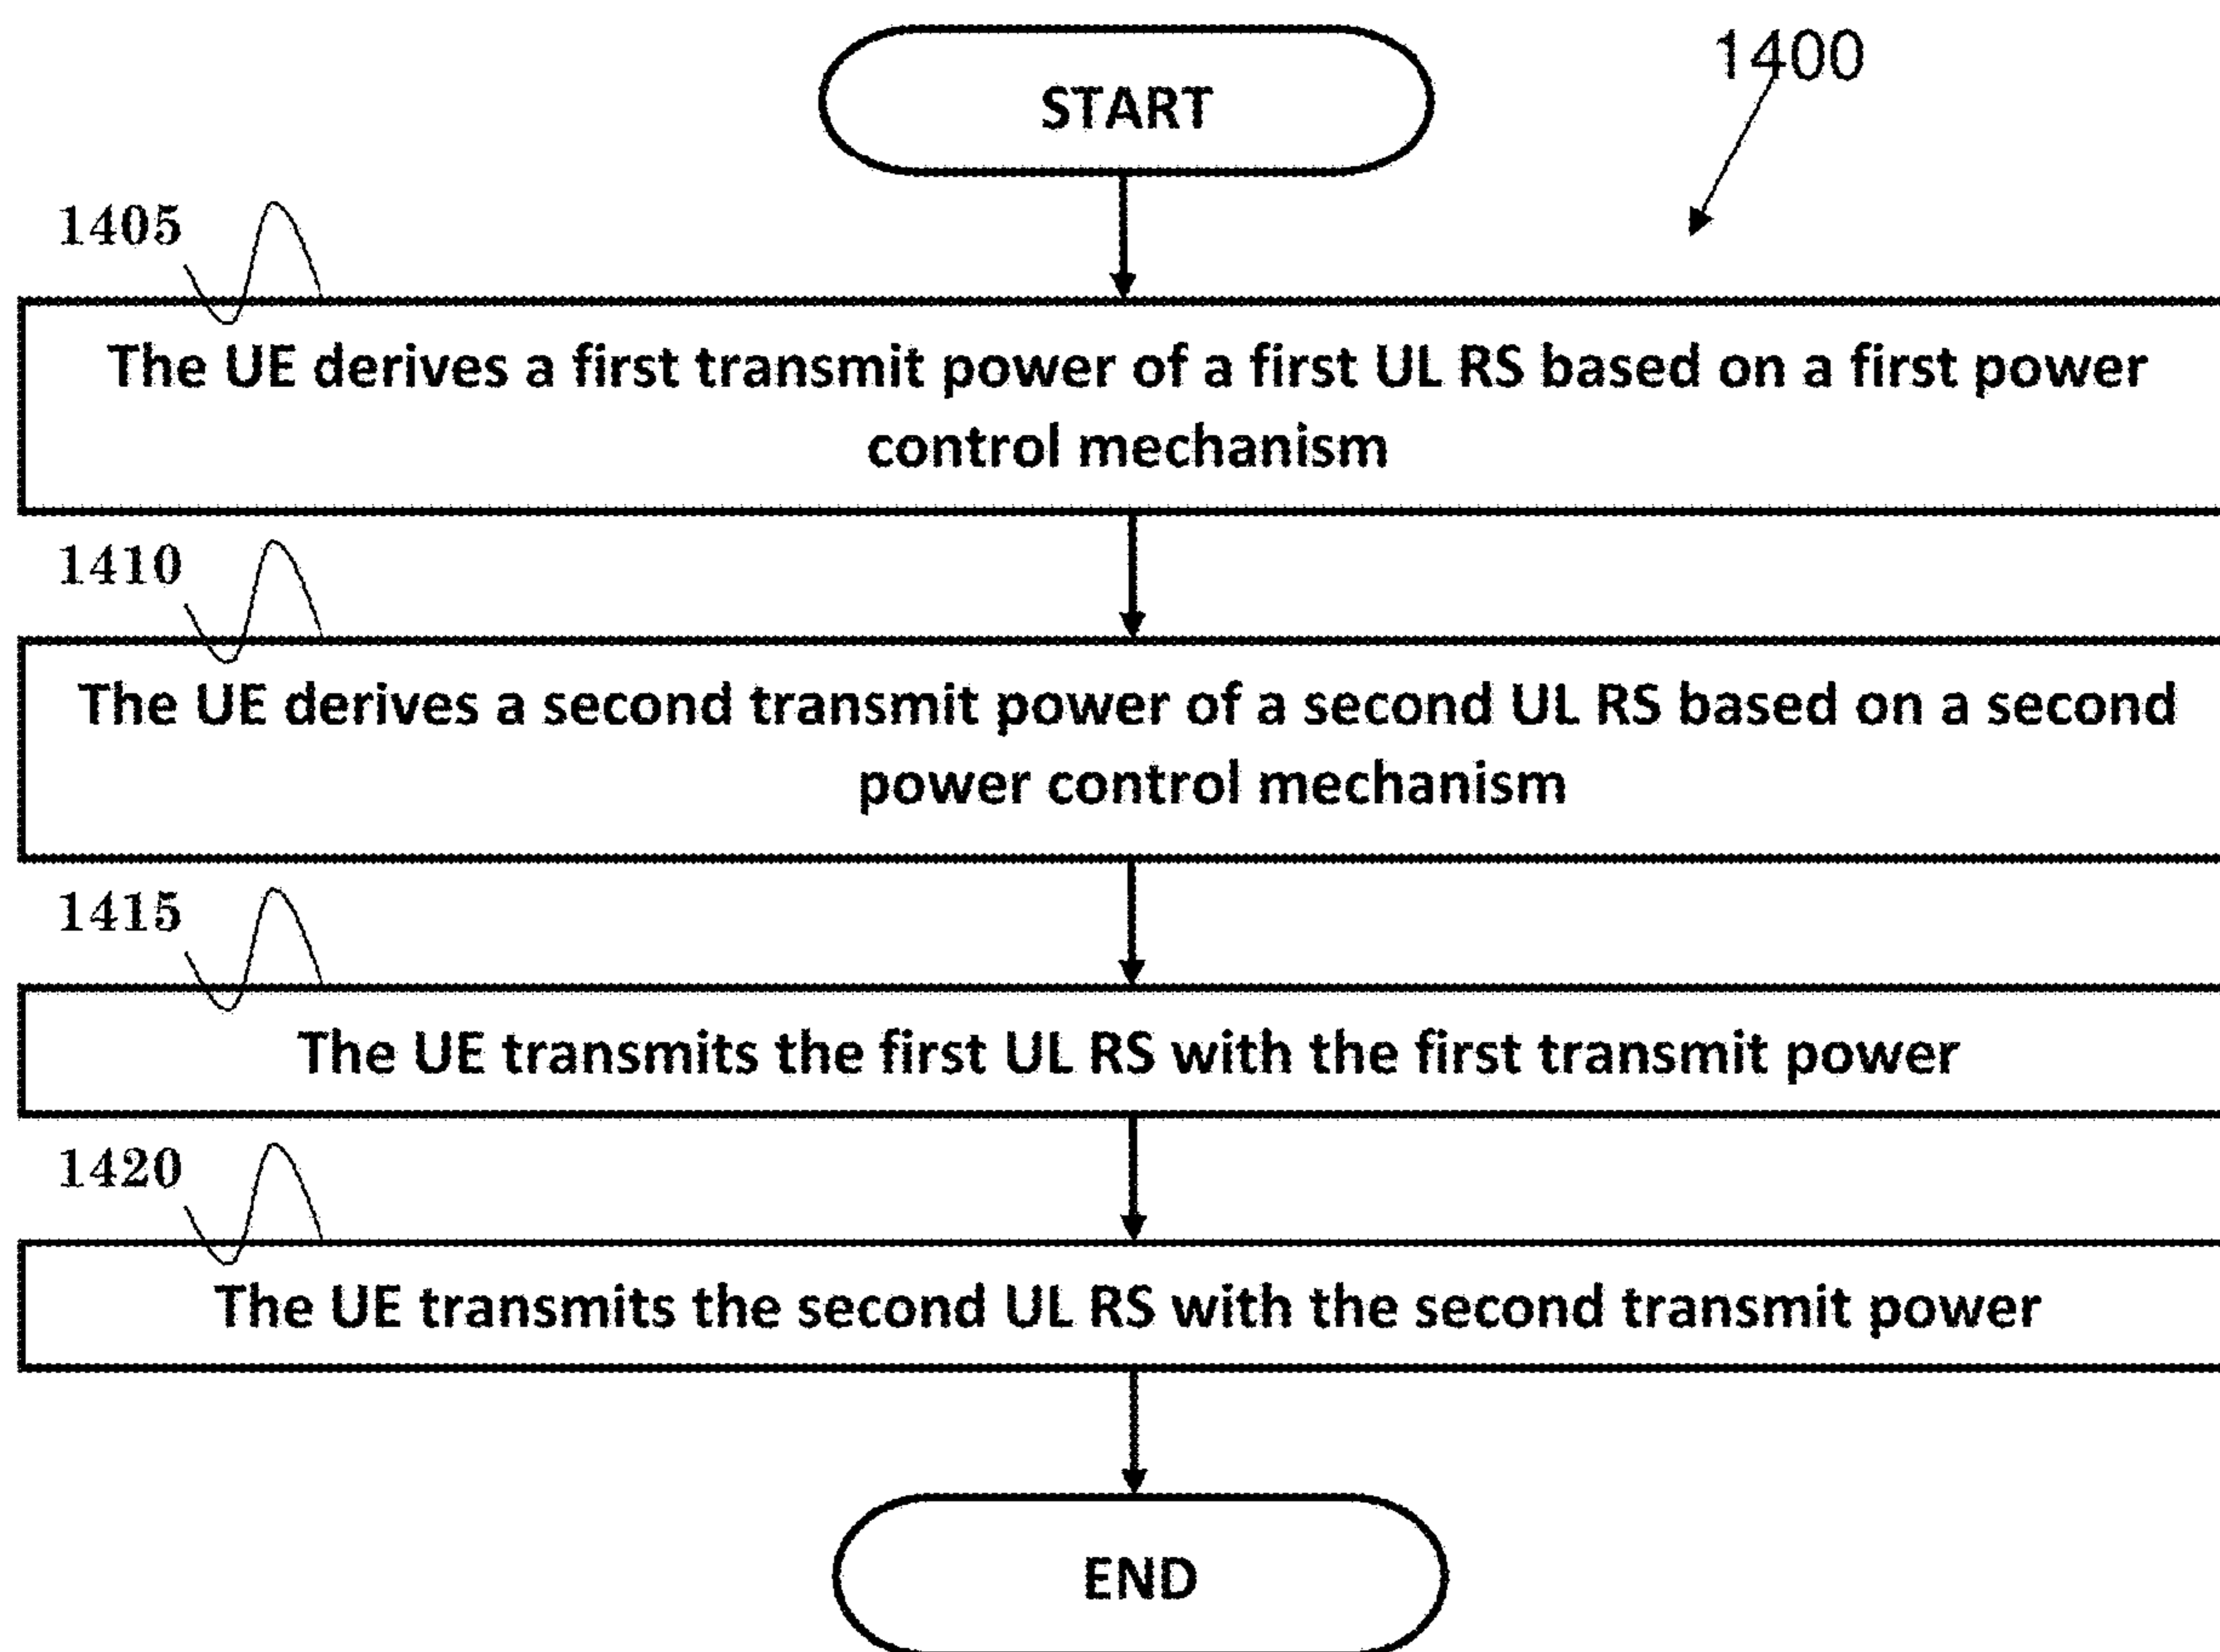 START
1400
1405
The UE derives a first transmit power of a first UL RS based on a first power
control mechanism
1410
The UE derives a second transmit power of a second UL RS based on a second
power control mechanism
1415
The UE transmits the first UL RS with the first transmit power
1420
The UE transmits the second UL RS with the second transmit power
END